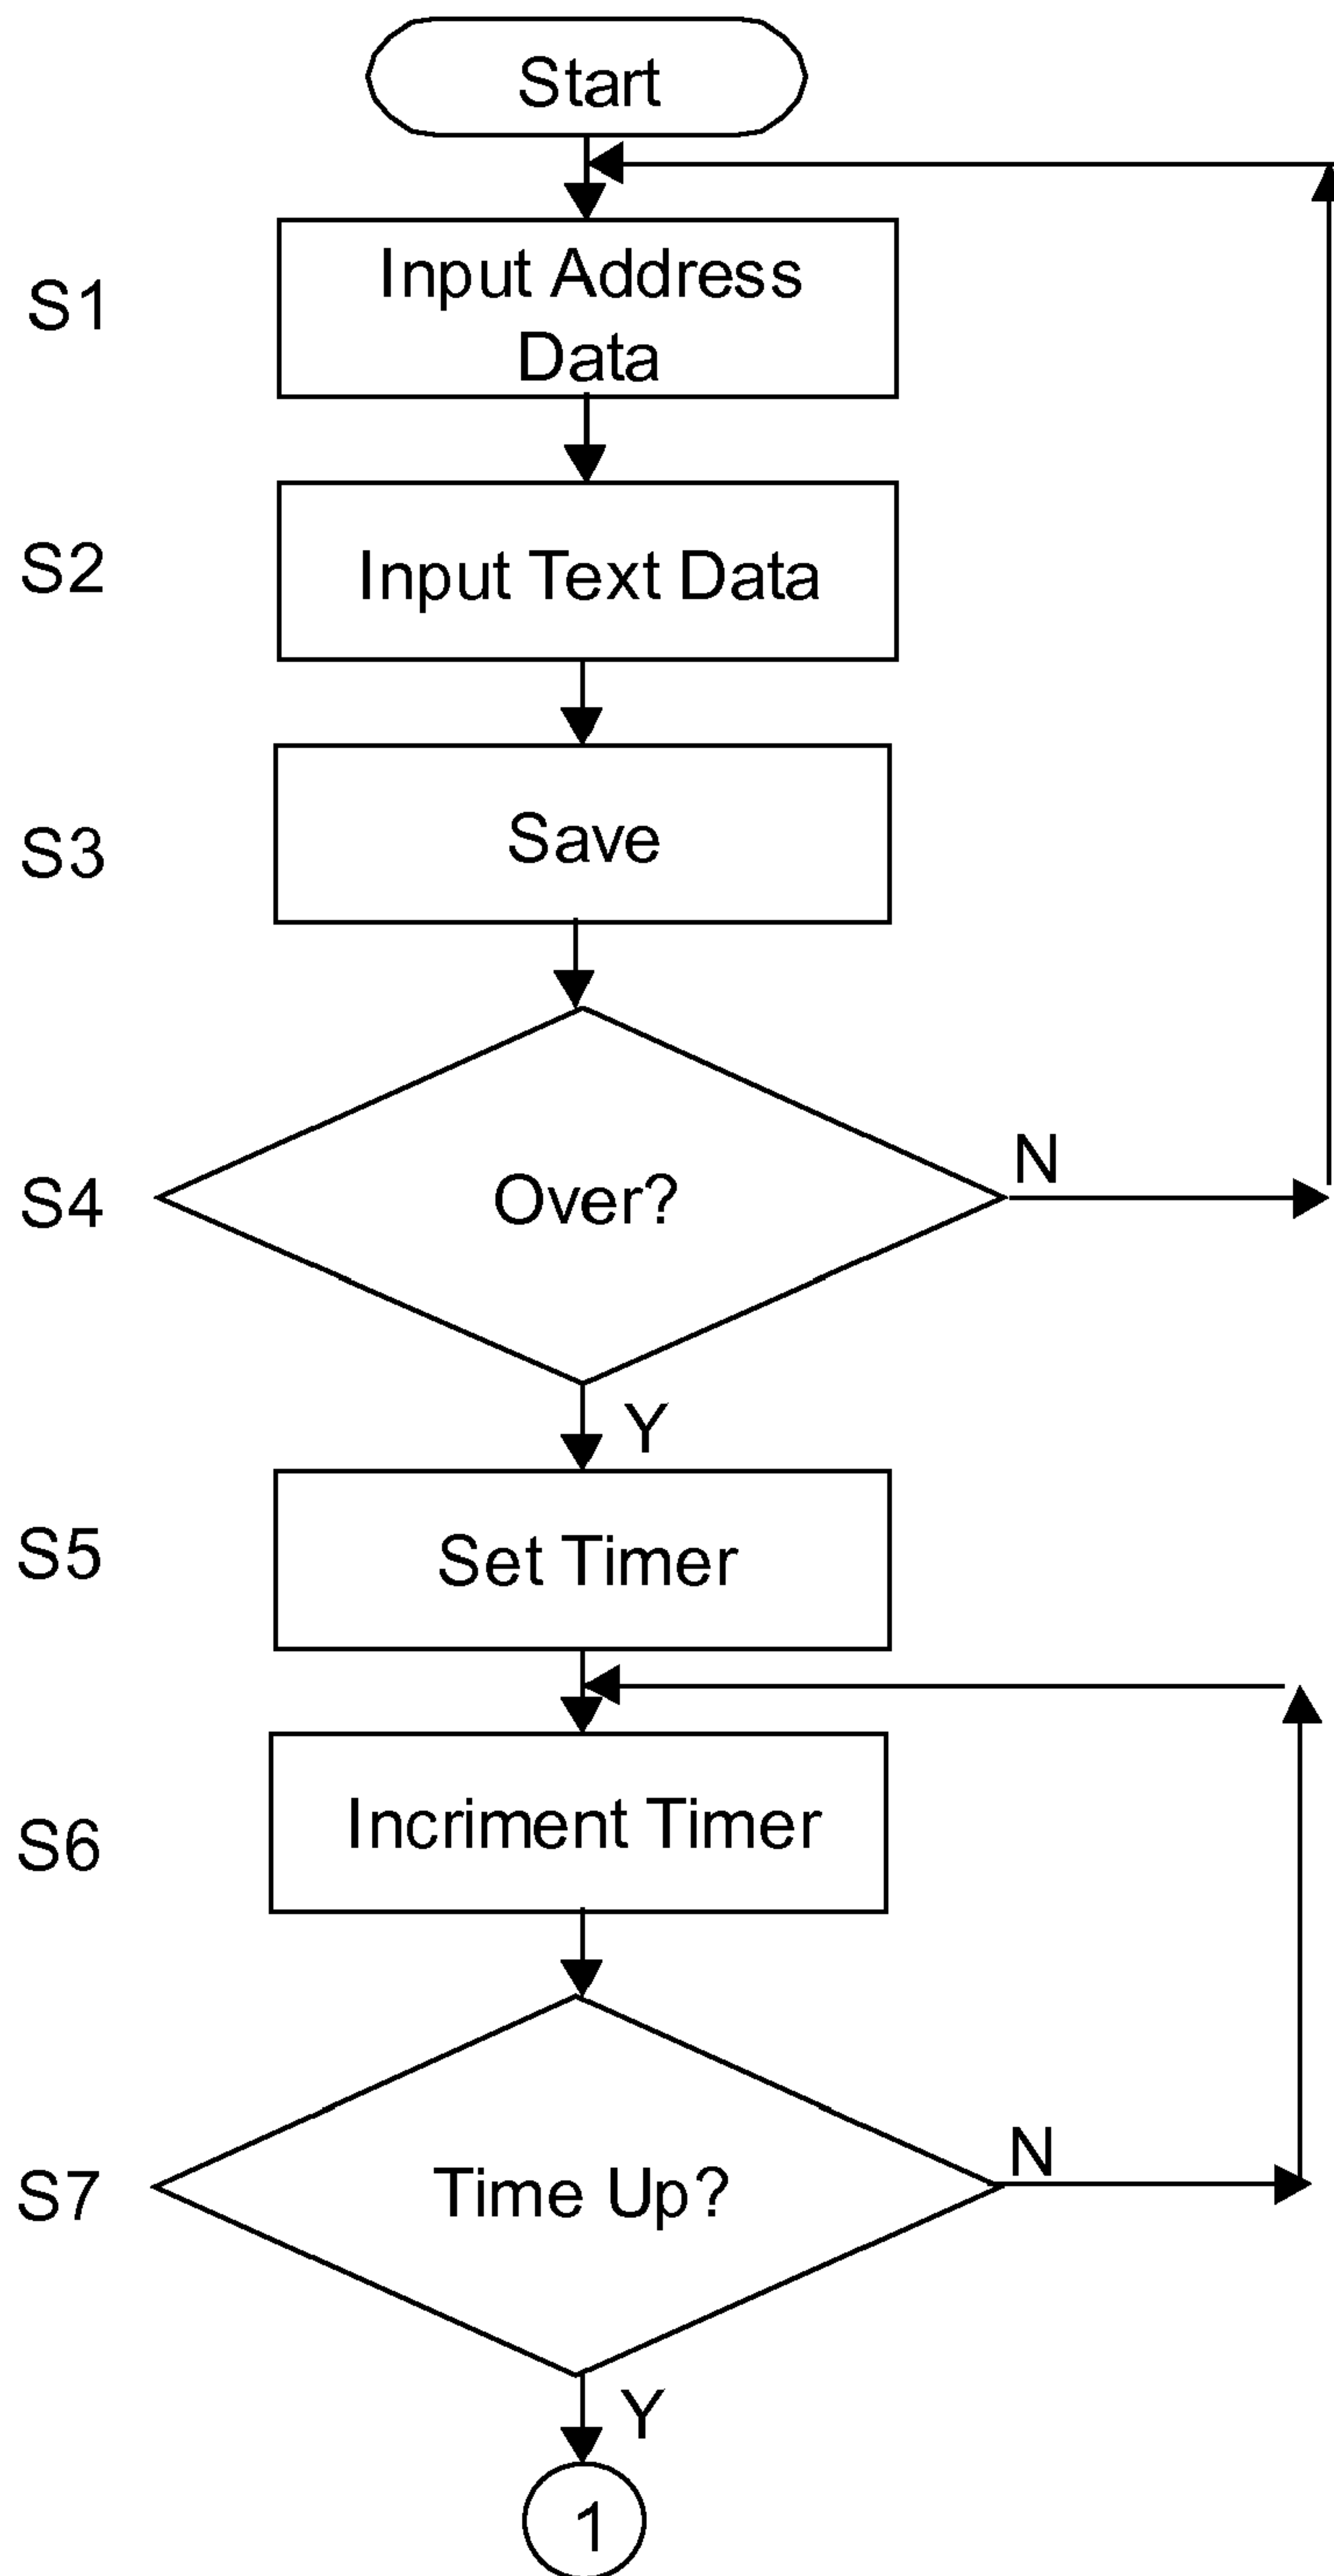 Start
S1
Input Address
Data
S2
Input Text Data
S3
Save
S4
Over?
N
Y
S5
Set Timer
S6
Incriment Timer
S7
Time Up?
N
Y
1